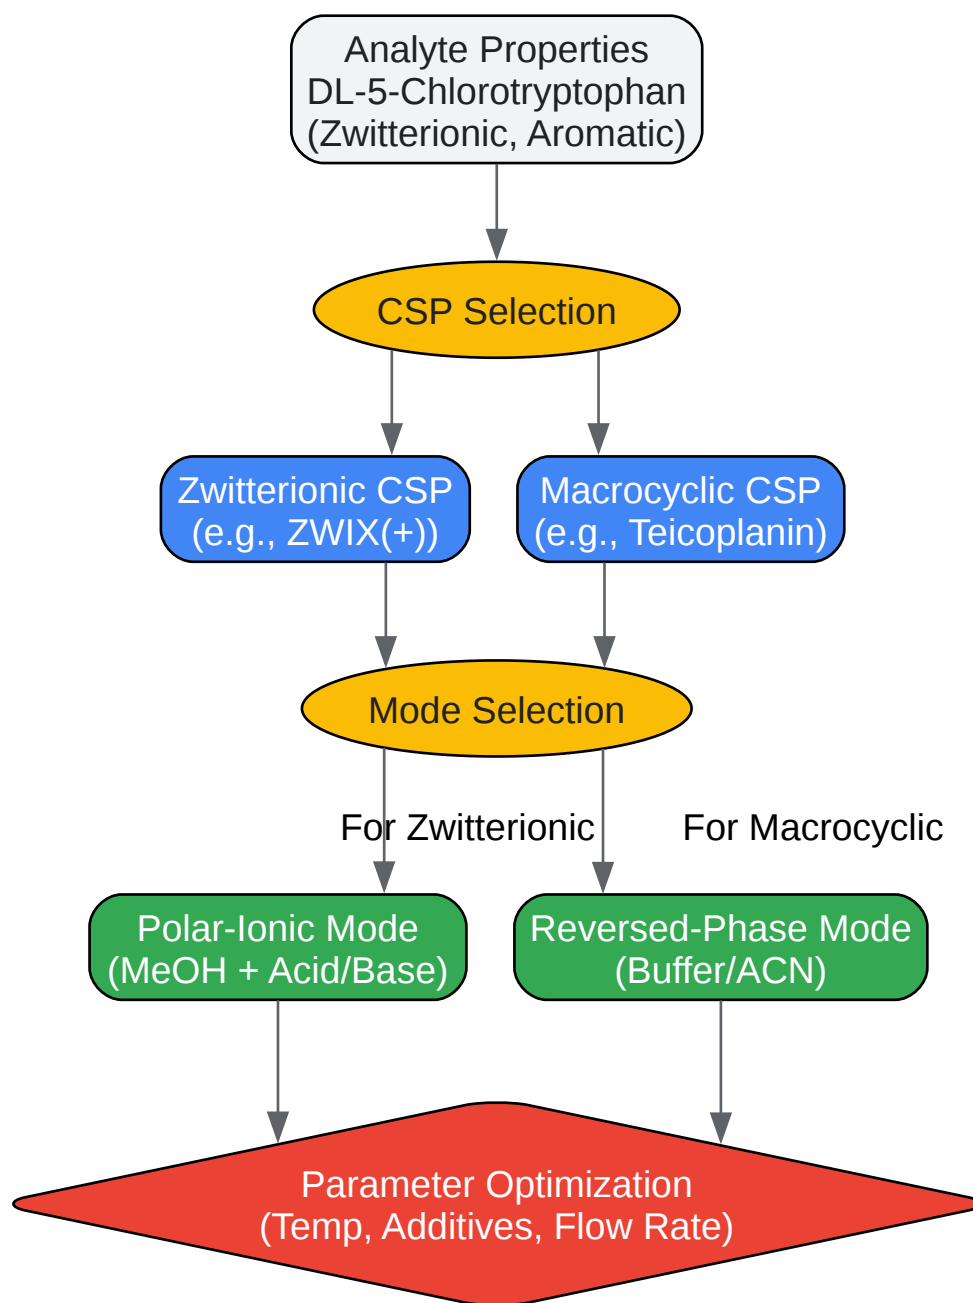 Analyte Properties
DL-5-Chlorotryptophan
(Zwitterionic, Aromatic)
CSP Selection
Zwitterionic CSP
(e.g., ZWIX(+))
Macrocyclic CSP
(e.g., Teicoplanin)
Mode Selection
For Zwitterionic
For Macrocyclic
Polar-Ionic Mode
(MeOH + Acid/Base)
Reversed-Phase Mode
(Buffer/ACN)
Parameter Optimization
(Temp, Additives, Flow Rate)